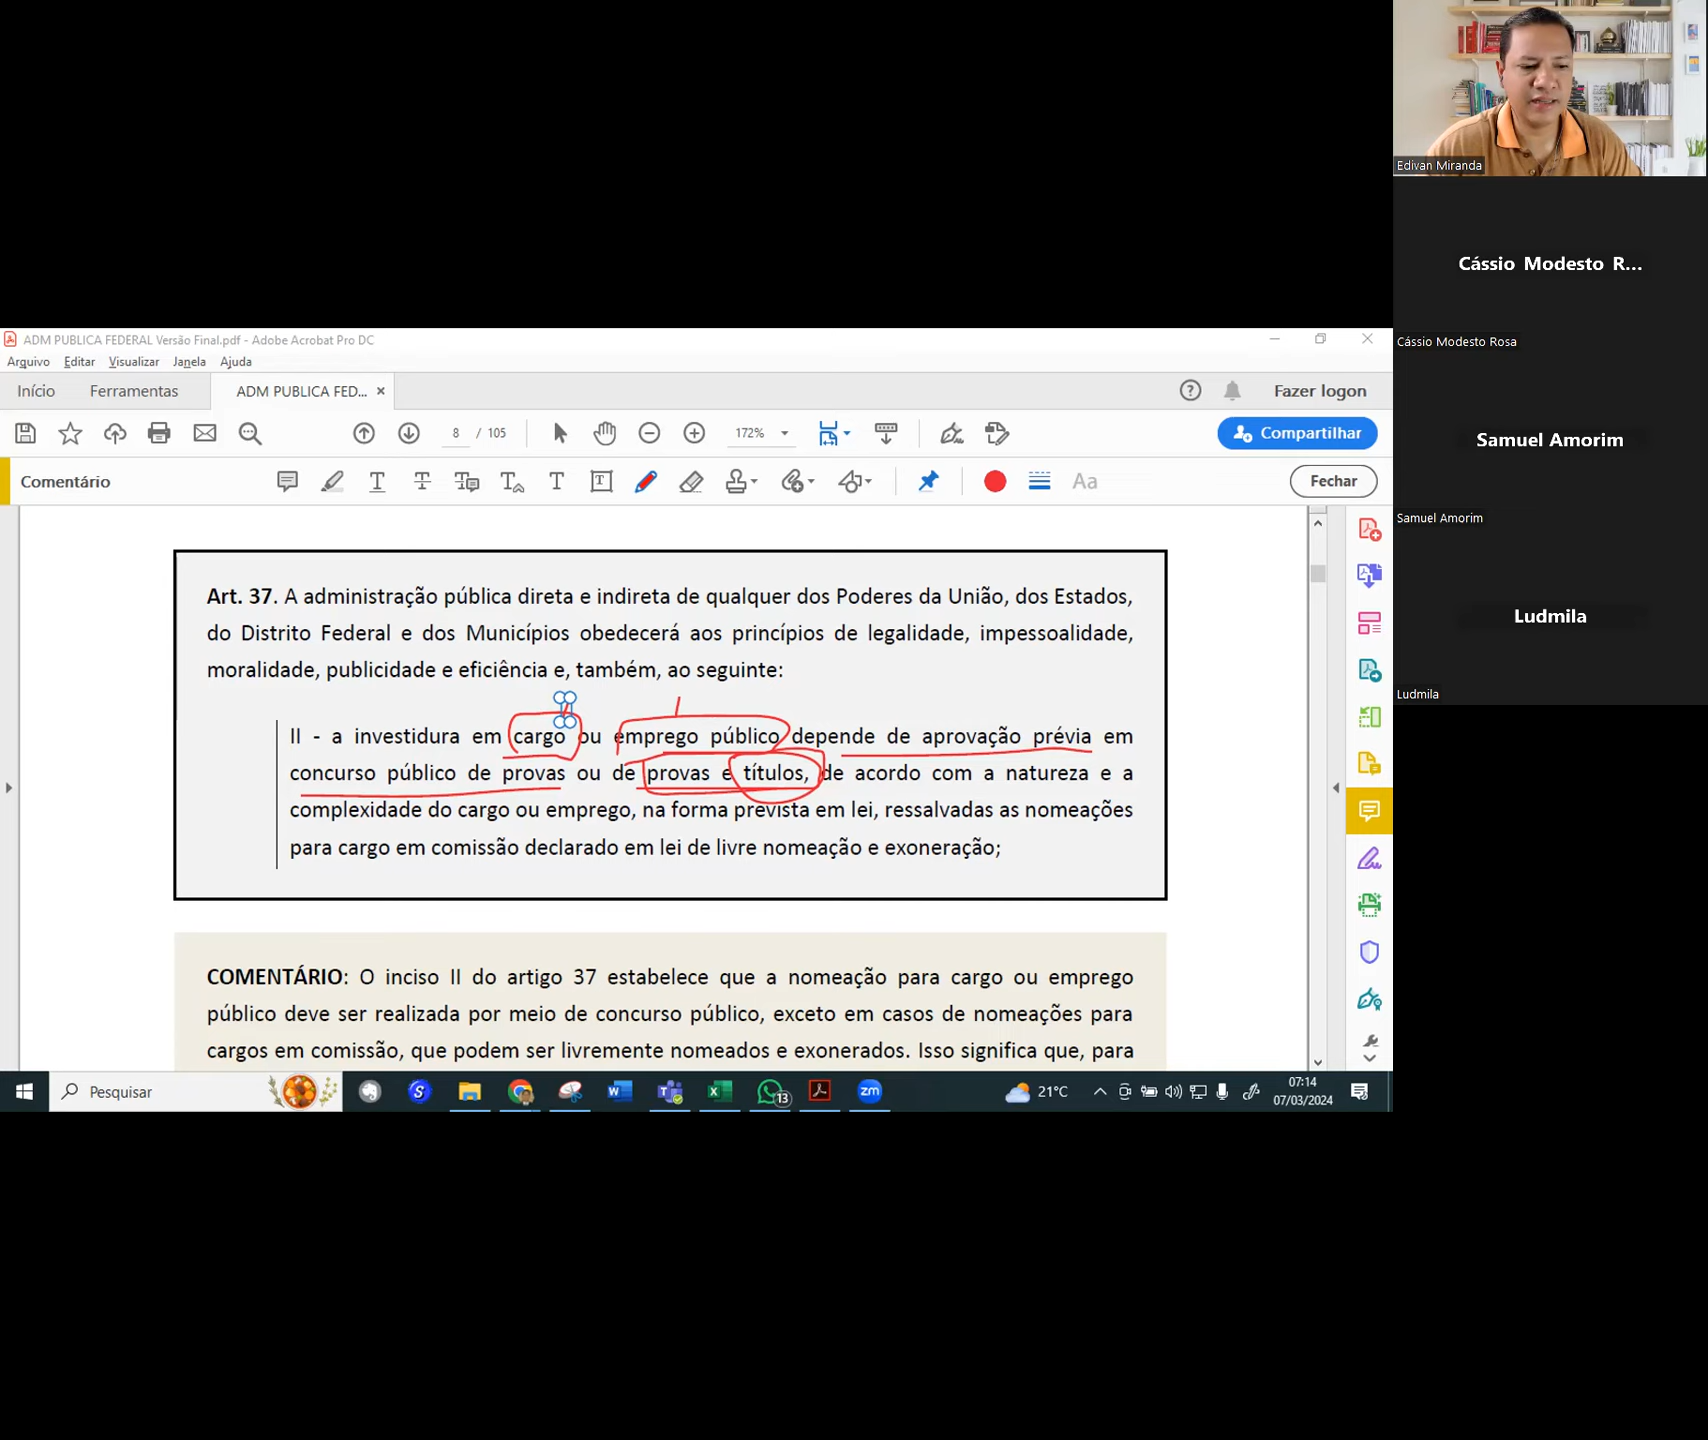 Edivan Miranda
Cássio Modesto R...
Cássio Modesto Rosa
Samuel Amorim
Samuel Amorim
Ludmila
Ludmila
ADM PUBLICA FEDERAL Versão Final.pdf - Adobe Acrobat Pro DC
Arquivo Editar Visualizar Janela Ajuda
Início Ferramentas ADM PUBLICA FED... × Fazer logon
8 / 105 172% Compartilhar
Comentário Aa Fechar
Art. 37. A administração pública direta e indireta de qualquer dos Poderes da União, dos Estados,
do Distrito Federal e dos Municípios obedecerá aos princípios de legalidade, impessoalidade,
moralidade, publicidade e eficiência e, também, ao seguinte:
II - a investidura em cargo ou emprego público depende de aprovação prévia em
concurso público de provas ou de provas e títulos, de acordo com a natureza e a
complexidade do cargo ou emprego, na forma prevista em lei, ressalvadas as nomeações
para cargo em comissão declarado em lei de livre nomeação e exoneração;
COMENTÁRIO: O inciso II do artigo 37 estabelece que a nomeação para cargo ou emprego
público deve ser realizada por meio de concurso público, exceto em casos de nomeações para
cargos em comissão, que podem ser livremente nomeados e exonerados. Isso significa que, para
Pesquisar 13 zm 21°C 07:14
07/03/2024